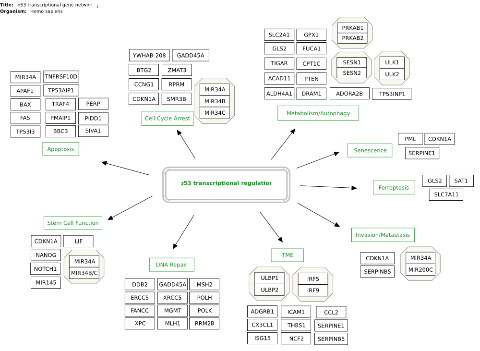 Title: p53 transcriptional gene network
Organism: Homo sapiens
YWHAB-208 GADD45A
BTG2 ZMAT3
CCNG1 RPRM
CDKN1A SMR3B
MIR34A
MIR34B
MIR34C
Cell Cycle Arrest
SLC2A1 GPX1
GLS2 FUCA1
TIGAR CPT1C
ACAD11 PTEN
ALDH4A1 DRAM1 ADORA2B TP53INP1
PRKAB1
PRKAB2
SESN1
SESN2
ULK1
ULK2
Metabolism/Autophagy
MIR34A TNFRSF10D
APAF1 TP53AIP1
BAX TRAF4 PERP
FAS PMAIP1 PIDD1
TP53I3 BBC3 SIVA1
Apoptosis
Senescence
PML CDKN1A
SERPINE1
p53 transcriptional regulation
Ferroptosis
GLS2 SAT1
SLC7A11
Stem Cell Function
CDKN1A LIF
NANOG
NOTCH1
MIR145
MIR34A
MIR34B/C
Invasion/Metastasis
CDKN1A
SERPINB5
MIR34A
MIR200C
DNA Repair
DDB2 GADD45A MSH2
ERCC5 XRCC5 POLH
FANCC MGMT POLK
XPC MLH1 RRM2B
TME
ULBP1
ULBP2
IRF5
IRF9
ADGRB1 ICAM1 CCL2
CX3CL1 THBS1 SERPINE1
ISG15 NCF2 SERPINB5